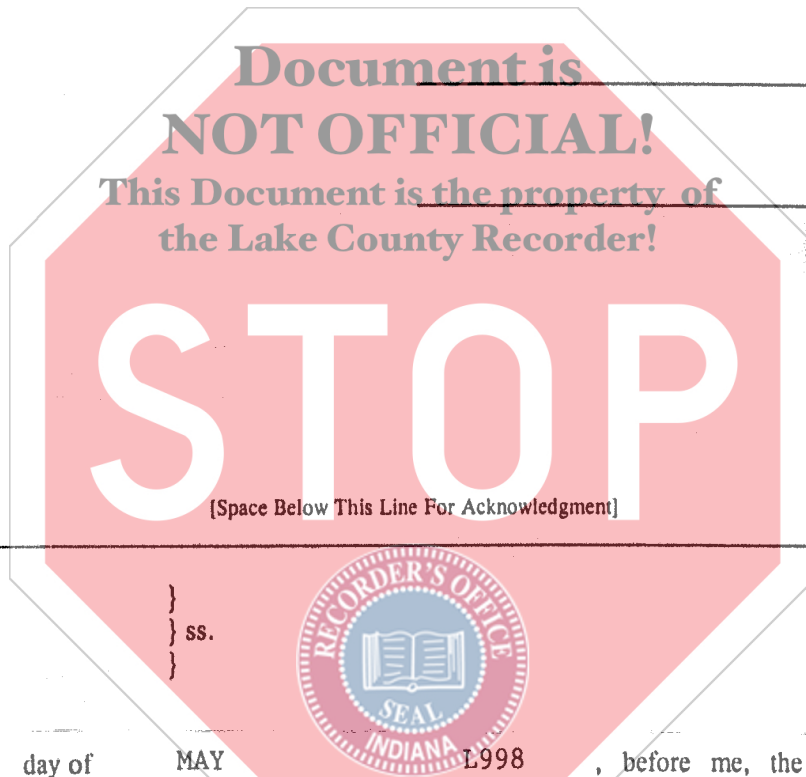 Document is
NOT OFFICIAL!
This Document is the property of
the Lake County Recorder!
STOP
[Space Below This Line For Acknowledgment]
}
} ss.
}
RECORDER'S OFFICE
SEAL
INDIANA
day of MAY L998 , before me, the